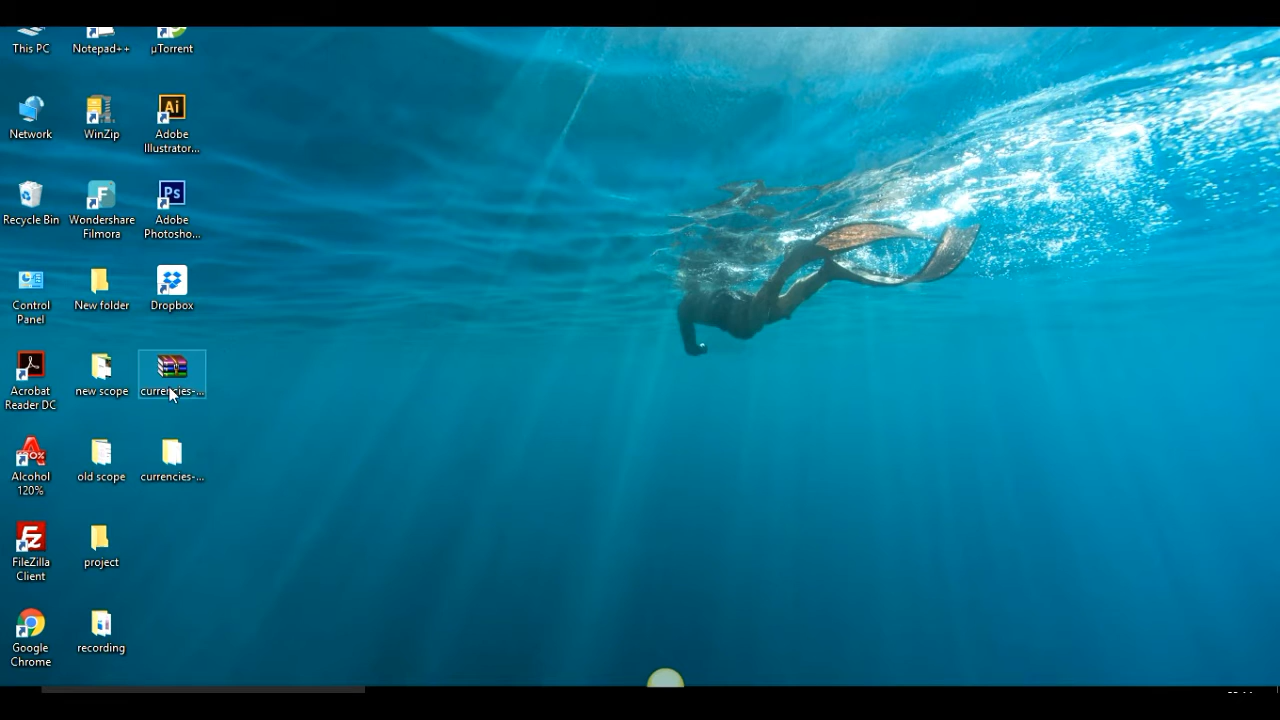 This PC
Notepad++
µTorrent
Network
WinZip
Adobe
Illustrator...
Recycle Bin
Wondershare
Filmora
Adobe
Photosho...
Control
Panel
New folder
Dropbox
Acrobat
Reader DC
new scope
currencies-...
Alcohol
120%
old scope
currencies-...
FileZilla
Client
project
Google
Chrome
recording